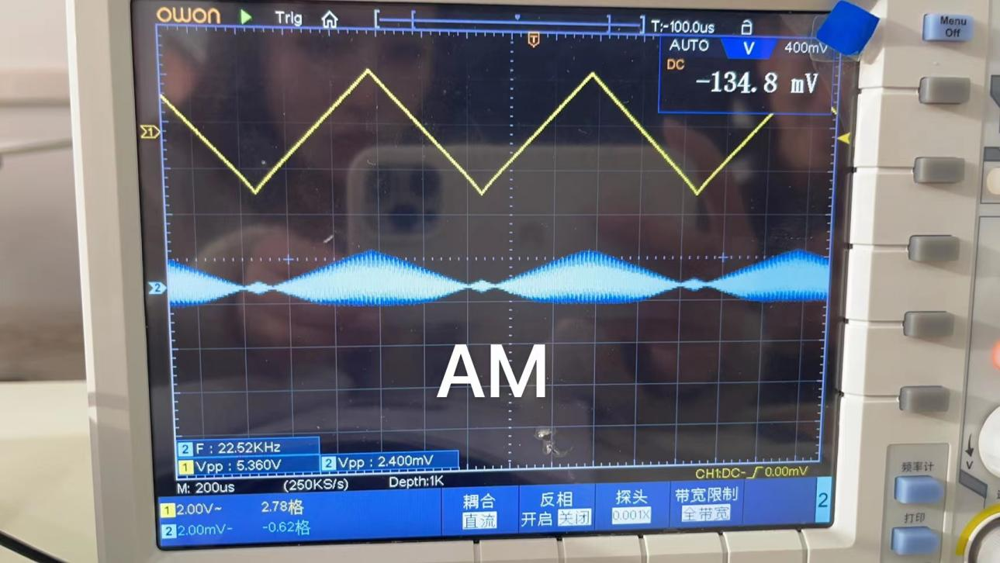 owon Trig T:-100.0us
T
AUTO V 400mV
DC
-134.8 mV
1
2
AM
2 F : 22.52KHz
1 Vpp : 5.360V 2 Vpp : 2.400mV
CH1:DC- 0.00mV
M: 200us (250KS/s) Depth:1K
1 2.00V~ 2.78格
2 2.00mV- -0.62格
耦合
直流
反相
开启 关闭
探头
0.001X
带宽限制
全带宽
2
Menu
Off
频率计
打印
V